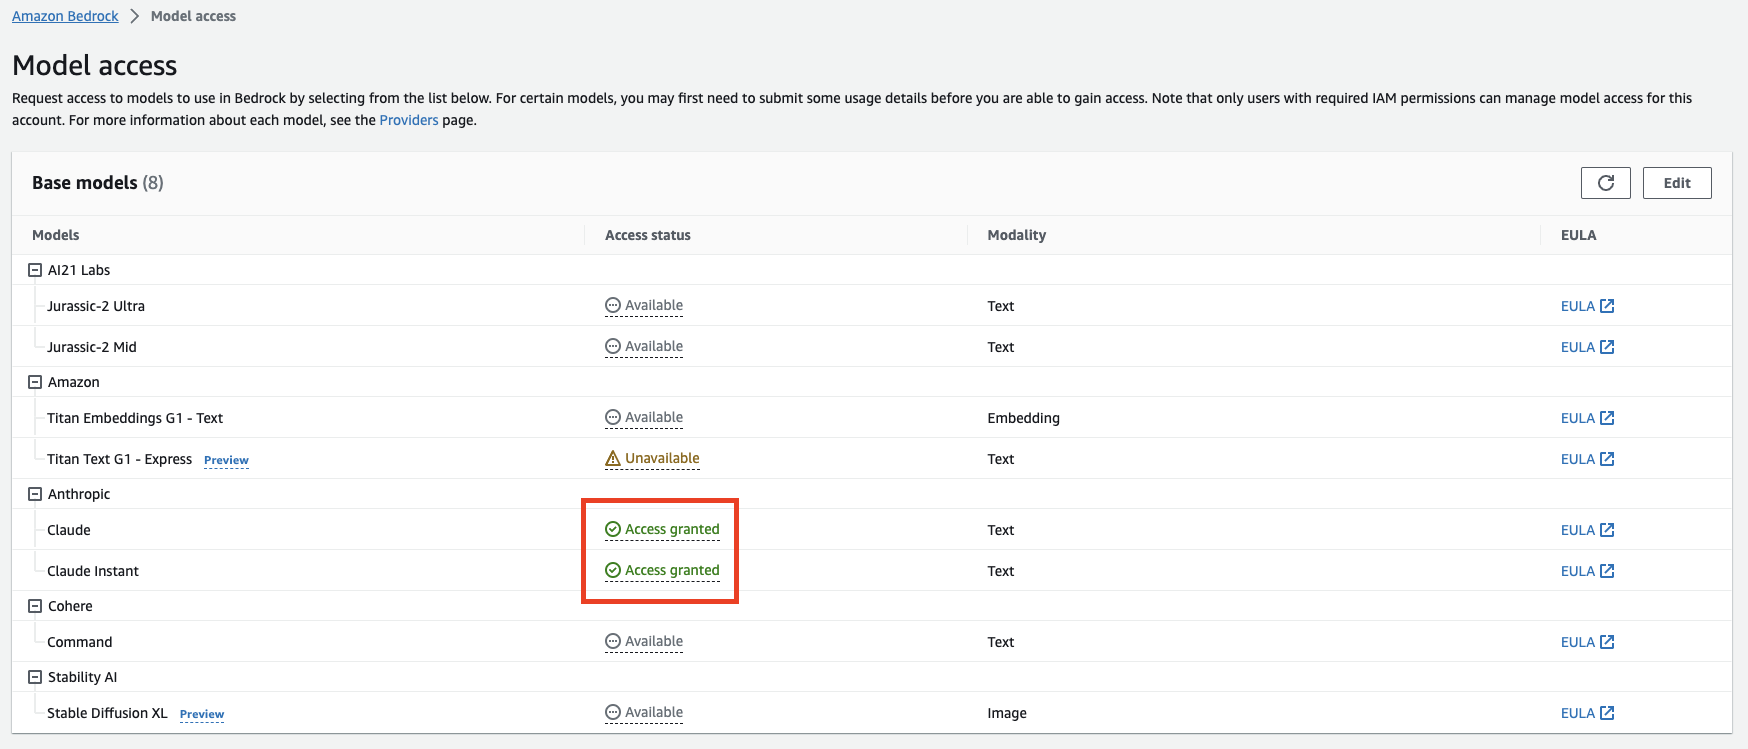 Amazon Bedrock > Model access
Model access
Request access to models to use in Bedrock by selecting from the list below. For certain models, you may first need to submit some usage details before you are able to gain access. Note that only users with required IAM permissions can manage model access for this
account. For more information about each model, see the Providers page.
Base models (8)
Edit
Models Access status Modality EULA
AI21 Labs
Jurassic-2 Ultra Available Text EULA
Jurassic-2 Mid Available Text EULA
Amazon
Titan Embeddings G1 - Text Available Embedding EULA
Titan Text G1 - Express Preview Unavailable Text EULA
Anthropic
Claude Access granted Text EULA
Claude Instant Access granted Text EULA
Cohere
Command Available Text EULA
Stability AI
Stable Diffusion XL Preview Available Image EULA